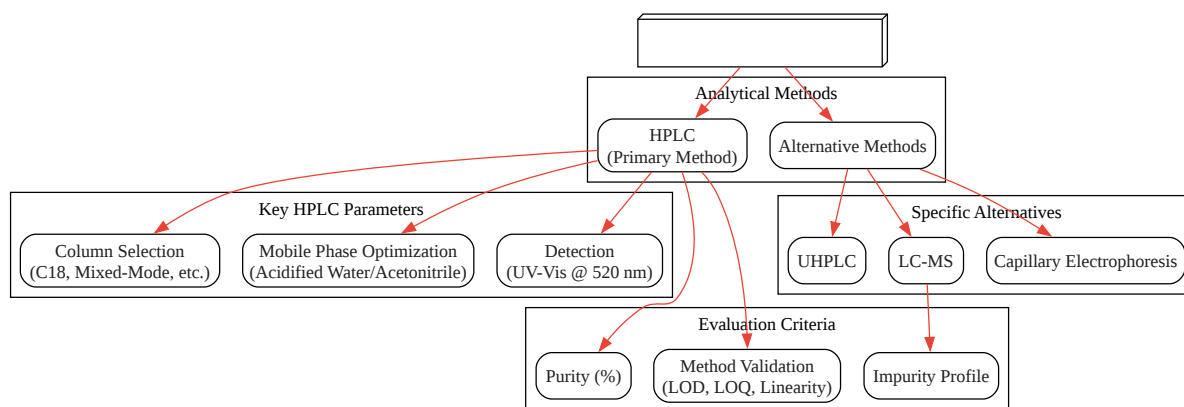 Analytical Methods
HPLC
(Primary Method)
Alternative Methods
Key HPLC Parameters
Column Selection
(C18, Mixed-Mode, etc.)
Mobile Phase Optimization
(Acidified Water/Acetonitrile)
Detection
(UV-Vis @ 520 nm)
Specific Alternatives
UHPLC
LC-MS
Capillary Electrophoresis
Evaluation Criteria
Purity (%)
Method Validation
(LOD, LOQ, Linearity)
Impurity Profile